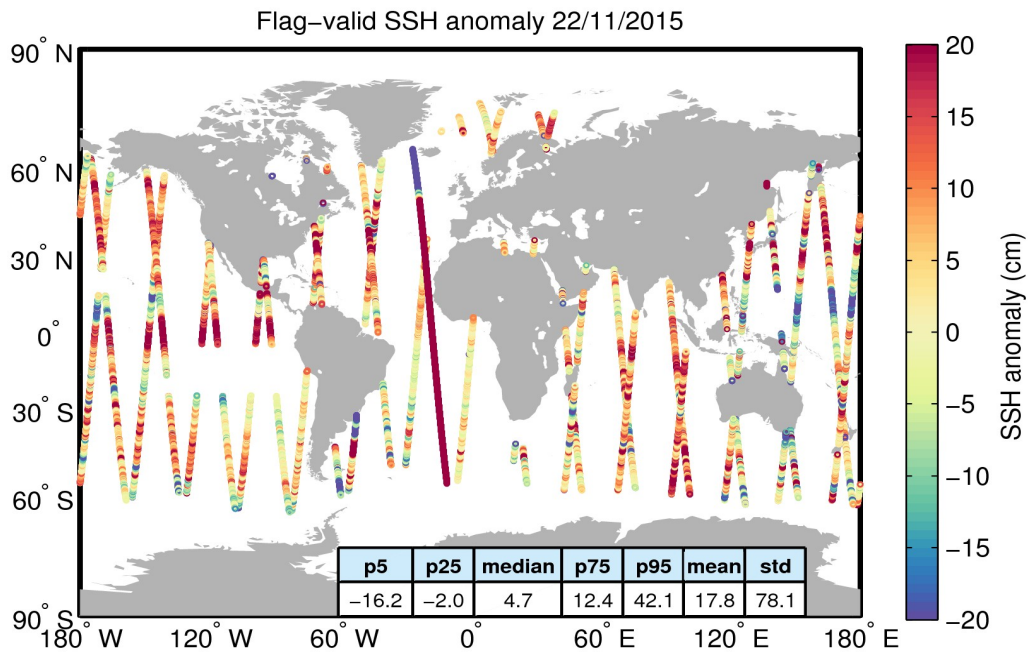 Flag−valid SSH anomaly 22/11/2015
90° N
60° N
30° N
0°
30° S
60° S
90° S
180° W
120° W
60° W
0°
60° E
120° E
180° E
p5 p25 median p75 p95 mean std
−16.2 −2.0 4.7 12.4 42.1 17.8 78.1
20
15
10
5
0
−5
−10
−15
−20
SSH anomaly (cm)